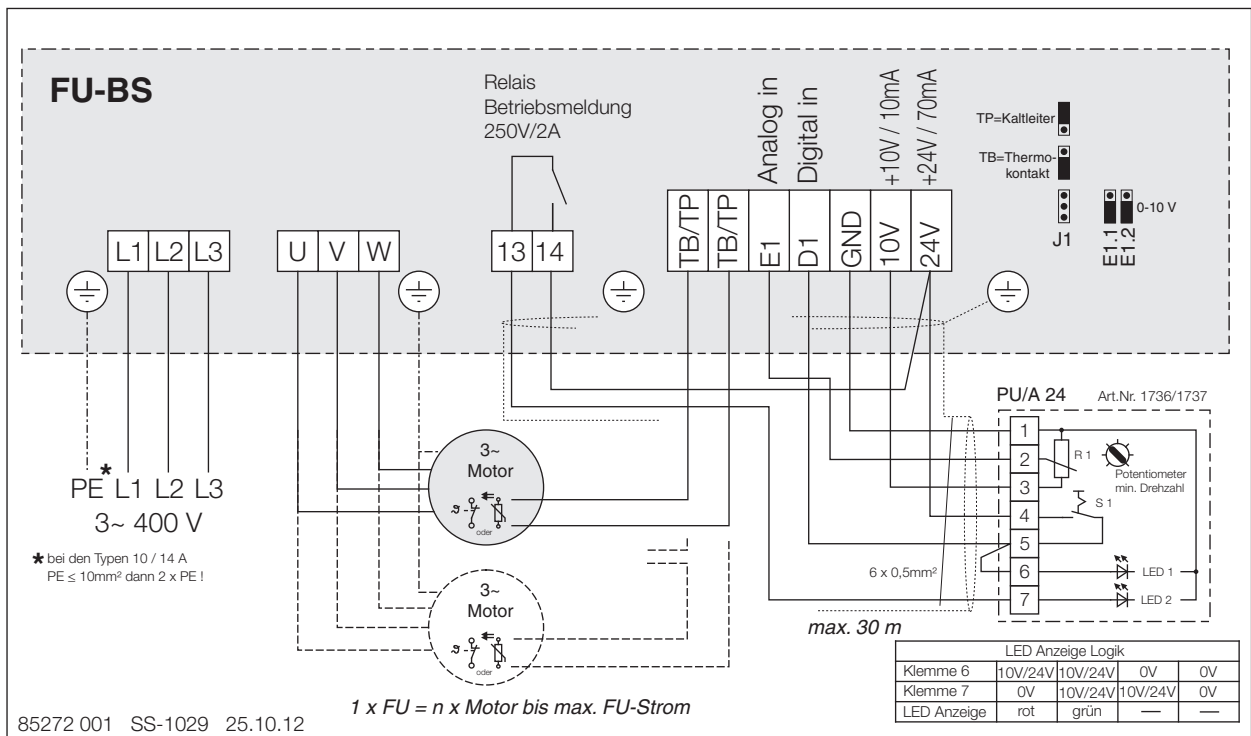 FU-BS
Relais
Betriebsmeldung
250V/2A
Analog in
Digital in
+10V / 10mA
+24V / 70mA
TP=Kaltleiter
TB=Thermo-
kontakt
J1
E1.1
E1.2
0-10 V
L1 L2 L3
U V W
13 14
TB/TP
TB/TP
E1
D1
GND
10V
24V
PE * L1 L2 L3
3~ 400 V
* bei den Typen 10 / 14 A
PE ≤ 10mm² dann 2 x PE !
3~
Motor
oder
3~
Motor
oder
1 x FU = n x Motor bis max. FU-Strom
PU/A 24 Art.Nr. 1736/1737
1
2
3
4
5
6
7
R 1
Potentiometer
min. Drehzahl
S 1
LED 1
LED 2
6 x 0,5mm²
max. 30 m
LED Anzeige Logik
Klemme 6 10V/24V 10V/24V 0V 0V
Klemme 7 0V 10V/24V 10V/24V 0V
LED Anzeige rot grün — —
85272 001 SS-1029 25.10.12